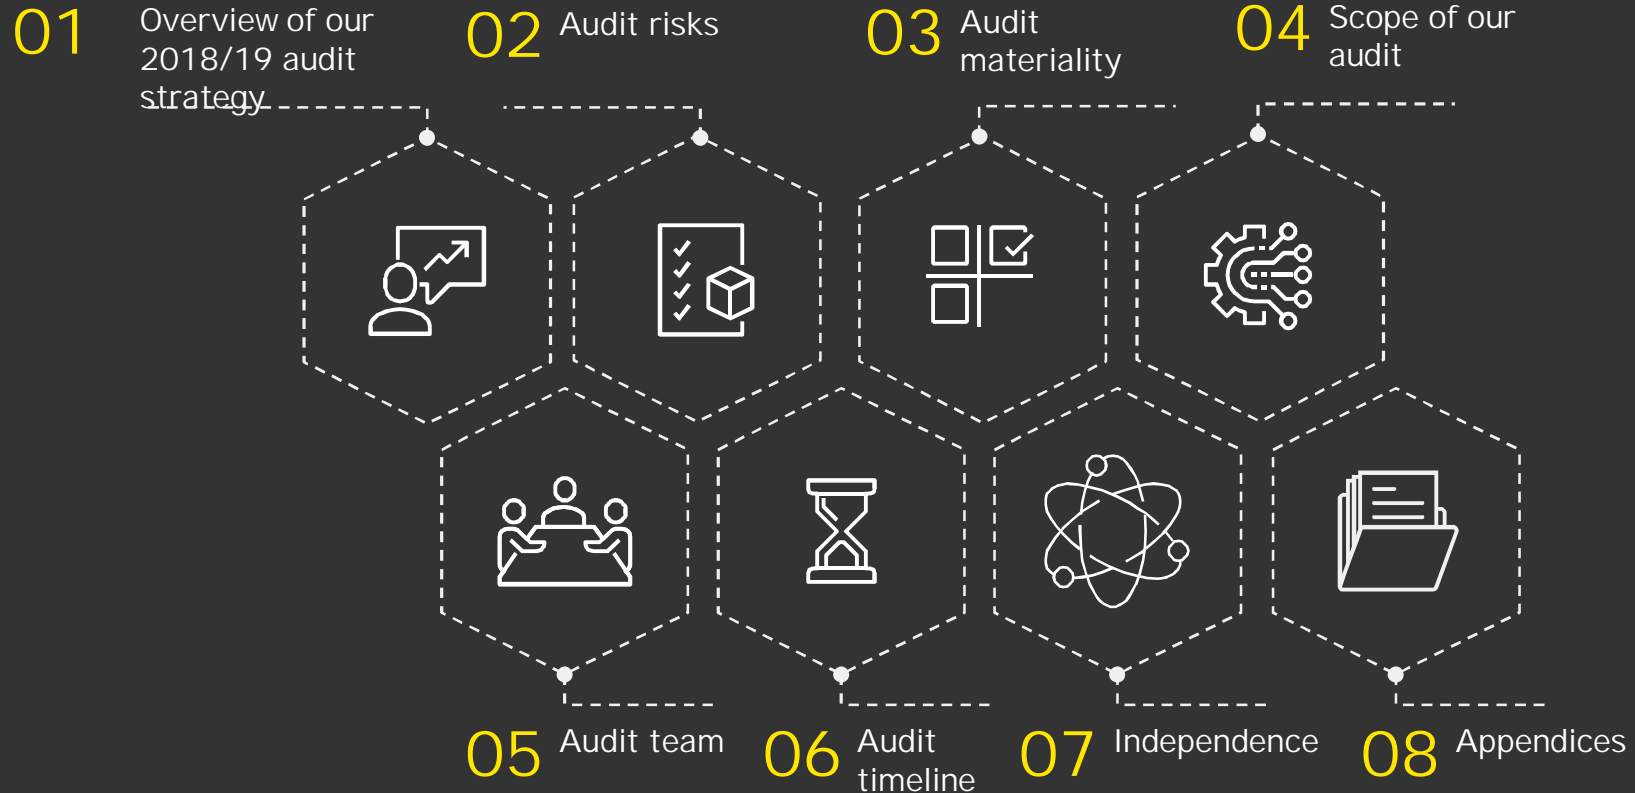 01
Overview of our
2018/19 audit
strategy
02
Audit risks
03
Audit
materiality
04
Scope of our
audit
05
Audit team
06
Audit
timeline
07
Independence
08
Appendices